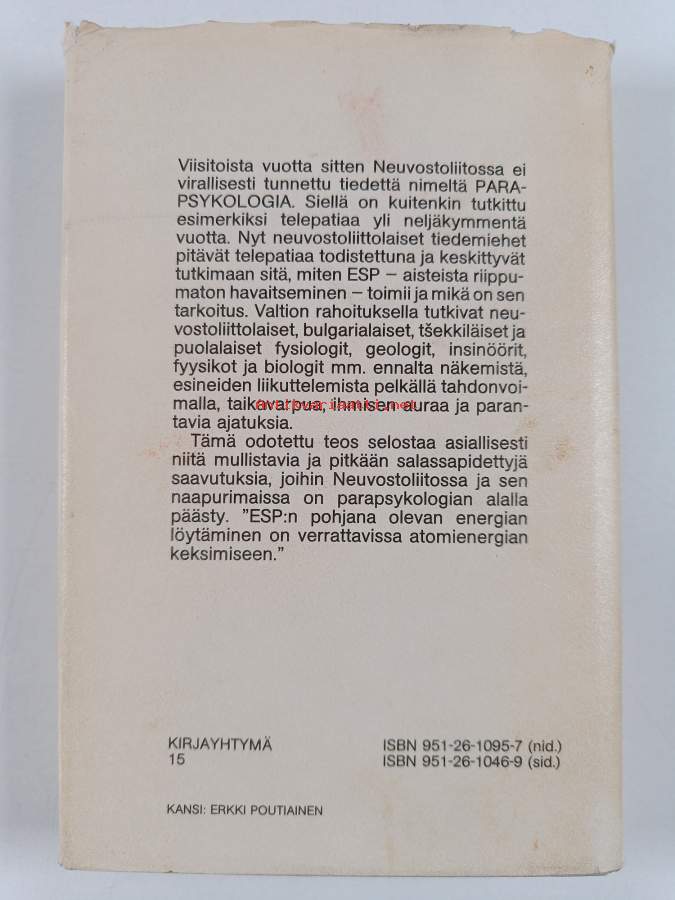 Viisitoista vuotta sitten Neuvostoliitossa ei
virallisesti tunnettu tiedettä nimeltä PARA-
PSYKOLOGIA. Siellä on kuitenkin tutkittu
esimerkiksi telepatiaa yli neljäkymmentä
vuotta. Nyt neuvostoliittolaiset tiedemiehet
pitävät telepatiaa todistettuna ja keskittyvät
tutkimaan sitä, miten ESP – aisteista riippu-
maton havaitseminen – toimii ja mikä on sen
tarkoitus. Valtion rahoituksella tutkivat neu-
vostoliittolaiset, bulgarialaiset, tšekkiläiset ja
puolalaiset fysiologit, geologit, insinöörit,
fyysikot ja biologit mm. ennalta näkemistä,
esineiden liikuttelemista pelkällä tahdonvoi-
malla, taikavarpua, ihmisen auraa ja paran-
Antikvariaatti.net
tavia ajatuksia.
Tämä odotettu teos selostaa asiallisesti
niitä mullistavia ja pitkään salassapidettyjä
saavutuksia, joihin Neuvostoliitossa ja sen
naapurimaissa on parapsykologian alalla
päästy. ”ESP:n pohjana olevan energian
löytäminen on verrattavissa atomienergian
keksimiseen.”
KIRJAYHTYMÄ
15
ISBN 951-26-1095-7 (nid.)
ISBN 951-26-1046-9 (sid.)
KANSI: ERKKI POUTIAINEN